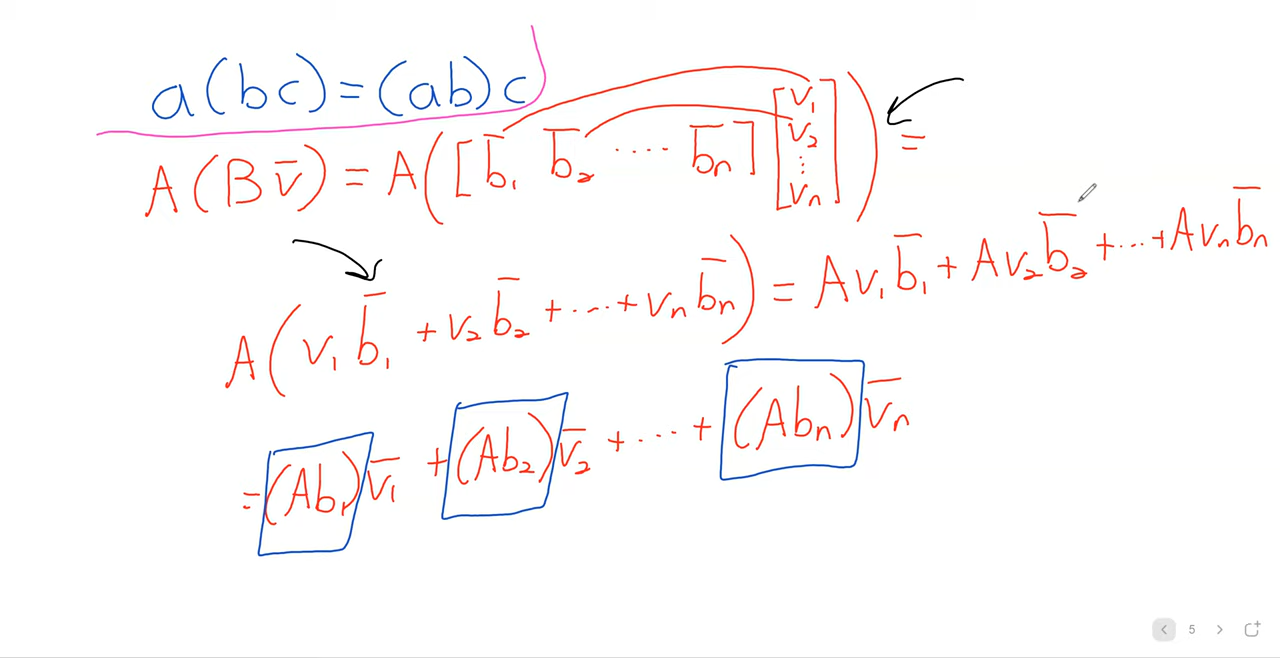 a(bc)=(ab)c
A(Bv̄) = A([b̄₁ b̄₂ ···· b̄n] [v₁ v₂ ⋮ vn]) =
A(v₁b̄₁ + v₂b̄₂ + ··· + vnb̄n) = Av₁b̄₁ + Av₂b̄₂ + ··· + Avnb̄n
= (Ab₁)v̄₁ + (Ab₂)v̄₂ + ··· + (Abn)v̄n
5